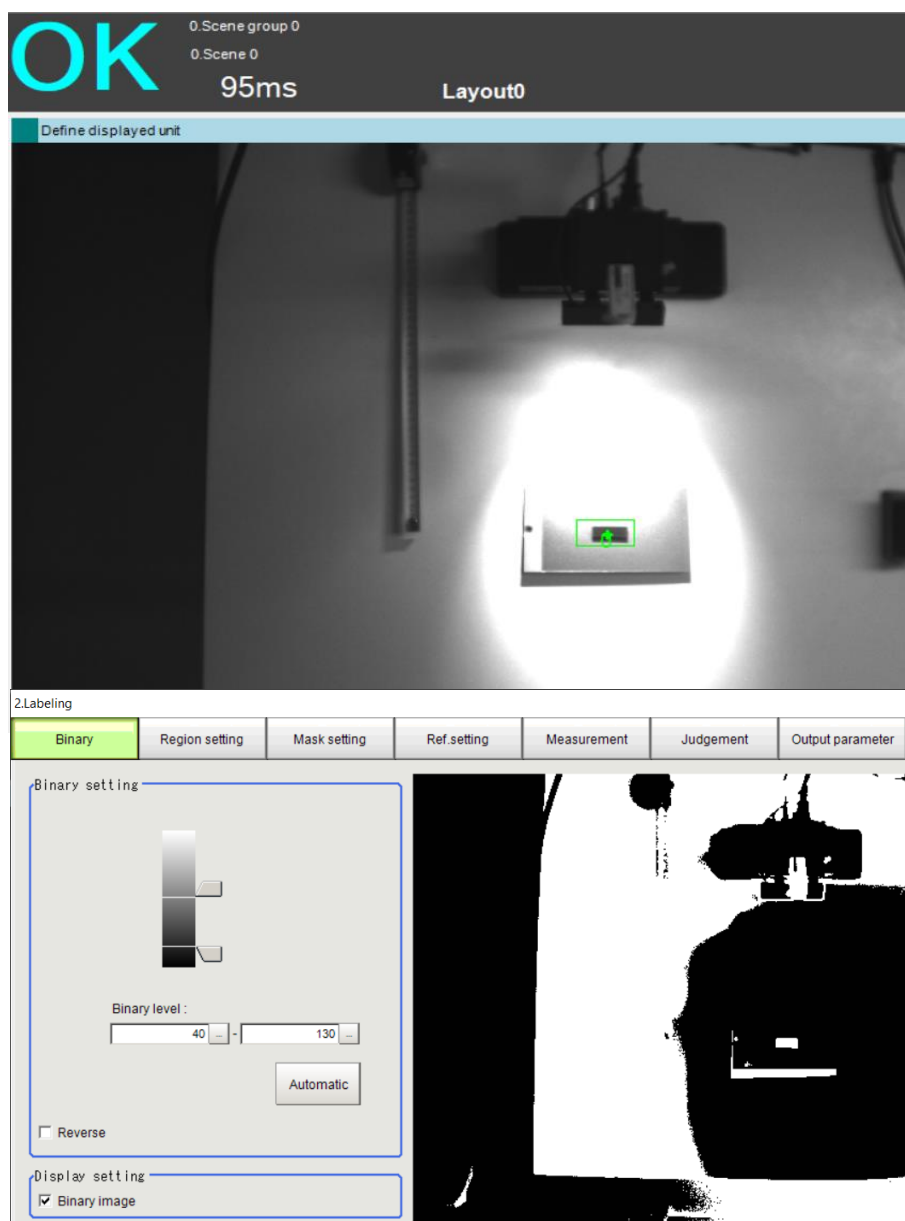 OK
0.Scene group 0
0.Scene 0
95ms
Layout0
Define displayed unit
2.Labeling
Binary
Region setting
Mask setting
Ref.setting
Measurement
Judgement
Output parameter
Binary setting
Binary level :
40 ... - 130 ...
Automatic
Reverse
Display setting
Binary image